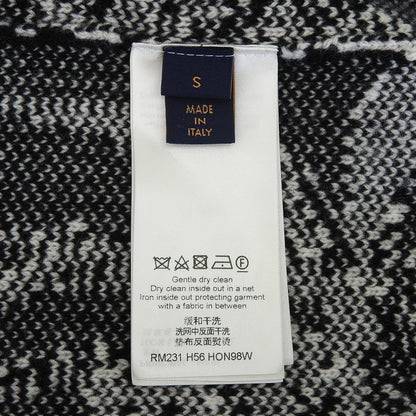 S
MADE
IN
ITALY
Gentle dry clean
Dry clean inside out in a net
Iron inside out protecting garment
with a fabric in between
缓和干洗
洗网中反面干洗
垫布反面熨烫
RM231 H56 HON98W